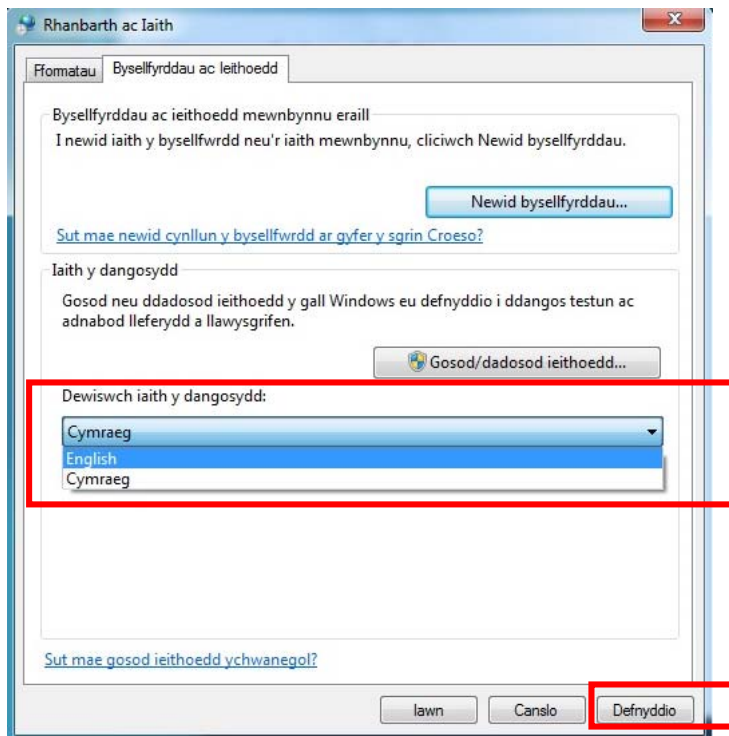 Rhanbarth ac Iaith
Fformatau
Bysellfyrddau ac Ieithoedd
Bysellfyrddau ac ieithoedd mewnbynnu eraill
I newid iaith y bysellfwrdd neu'r iaith mewnbynnu, cliciwch Newid bysellfyrddau.
Newid bysellfyrddau...
Sut mae newid cynllun y bysellfwrdd ar gyfer y sgrin Croeso?
Iaith y dangosydd
Gosod neu ddadosod ieithoedd y gall Windows eu defnyddio i ddangos testun ac
adnabod lleferydd a llawysgrifen.
Gosod/dadosod ieithoedd...
Dewiswch iaith y dangosydd:
Cymraeg
English
Cymraeg
Sut mae gosod ieithoedd ychwanegol?
Iawn
Canslo
Defnyddio